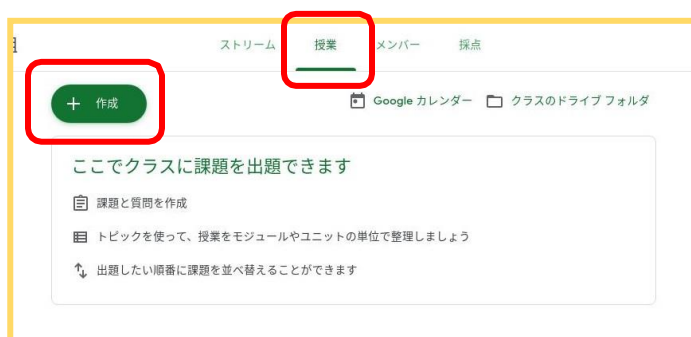 ストリーム 授業 メンバー 採点
+ 作成 Google カレンダー クラスのドライブ フォルダ
ここでクラスに課題を出題できます
課題と質問を作成
トピックを使って、授業をモジュールやユニットの単位で整理しましょう
出題したい順番に課題を並べ替えることができます